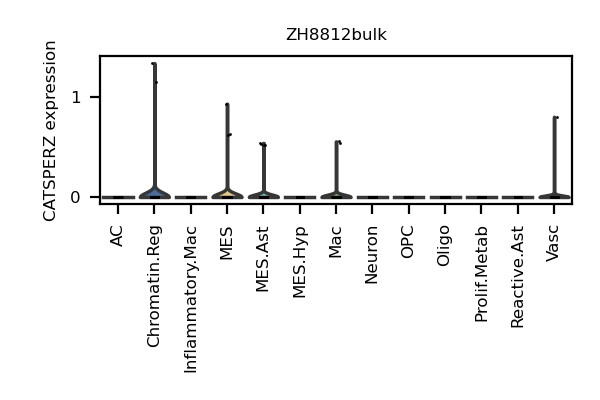 ZH8812bulk
CATSPERZ expression
1
0
AC
Chromatin.Reg
Inflammatory.Mac
MES
MES.Ast
MES.Hyp
Mac
Neuron
OPC
Oligo
Prolif.Metab
Reactive.Ast
Vasc